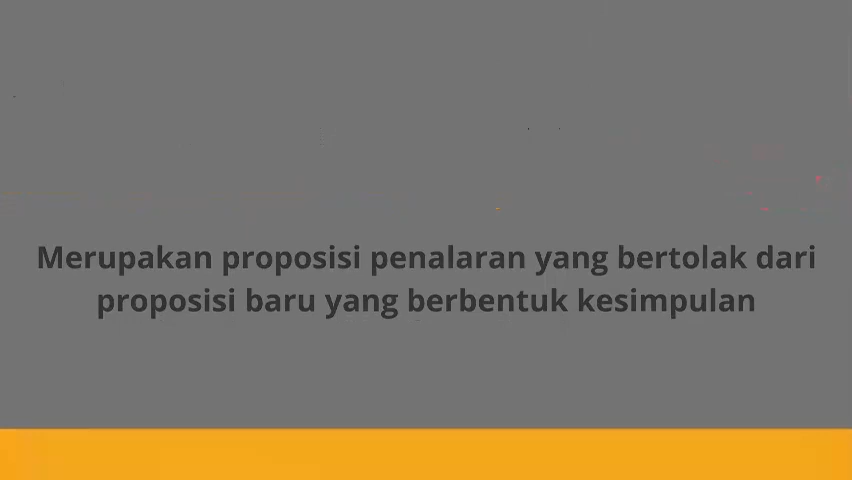 Merupakan proposisi penalaran yang bertolak dari
proposisi baru yang berbentuk kesimpulan